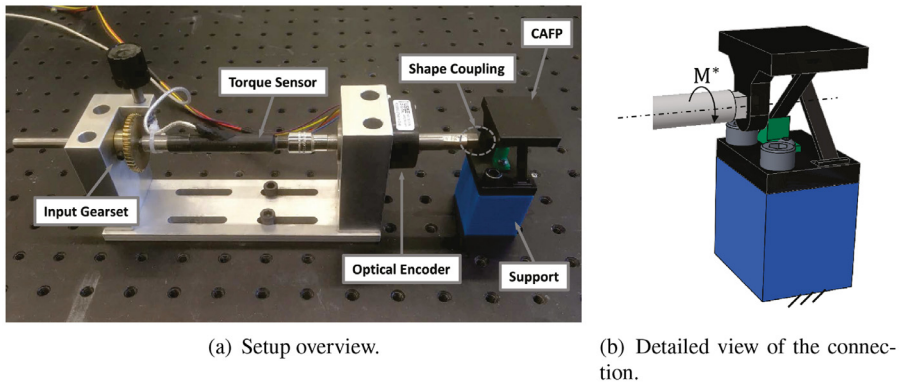 CAFP
Torque Sensor
Shape Coupling
Input Gearset
Optical Encoder
Support
(a) Setup overview.
M*
(b) Detailed view of the connec-
tion.